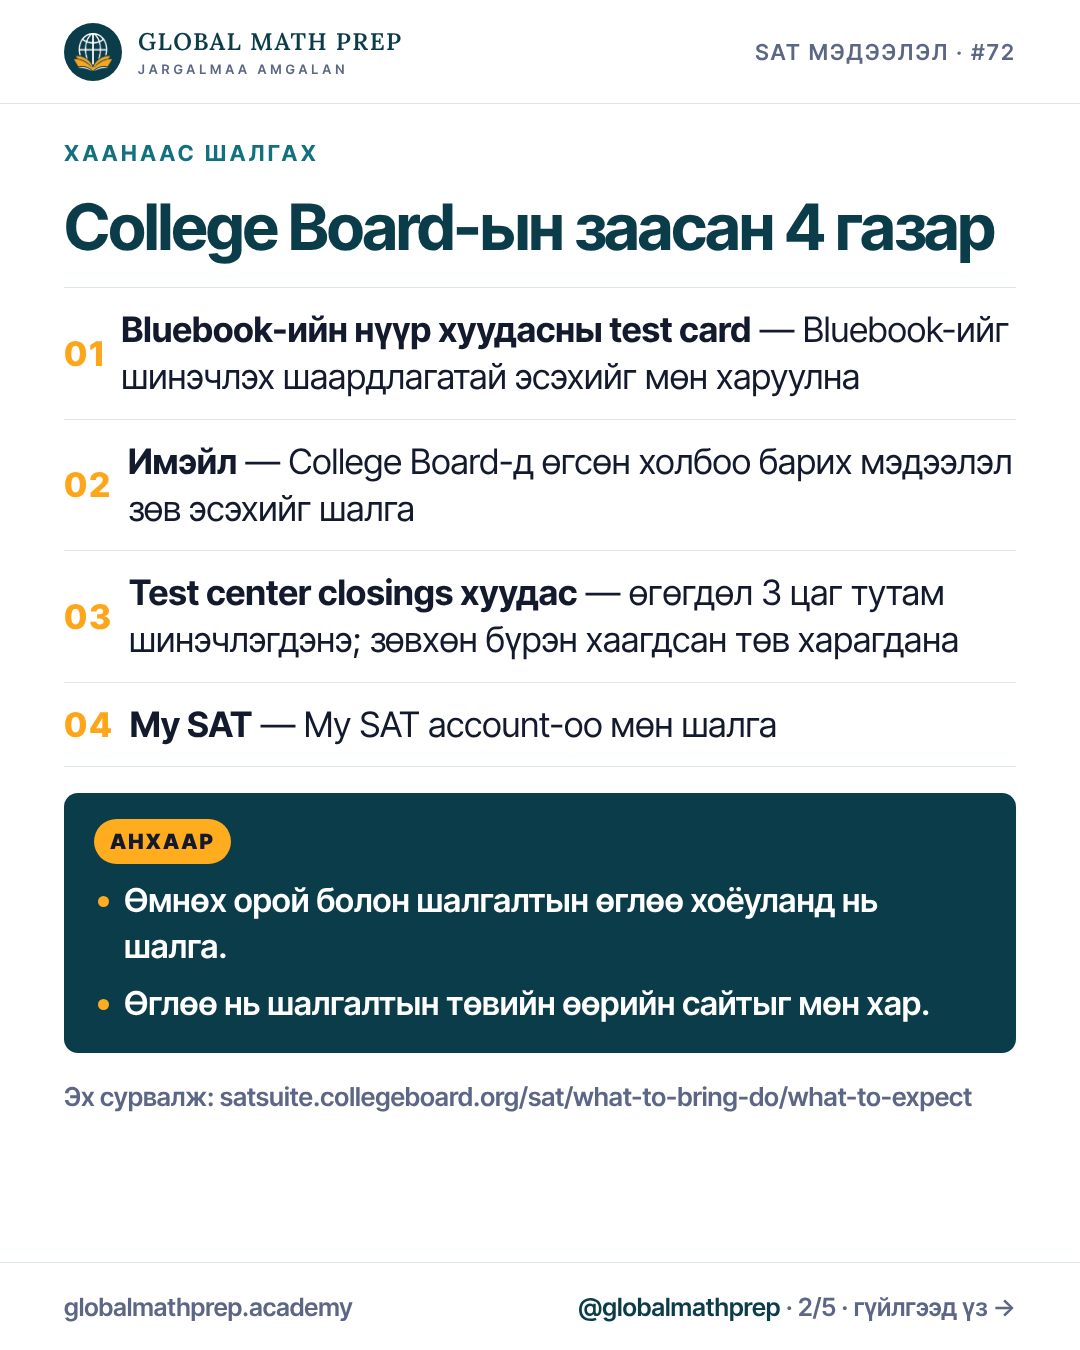 GLOBAL MATH PREP
JARGALMAA AMGALAN
SAT МЭДЭЭЛЭЛ · #72
ХААНААС ШАЛГАХ
College Board-ын заасан 4 газар
01 Bluebook-ийн нүүр хуудасны test card — Bluebook-ийг
шинэчлэх шаардлагатай эсэхийг мөн харуулна
02 Имэйл — College Board-д өгсөн холбоо барих мэдээлэл
зөв эсэхийг шалга
03 Test center closings хуудас — өгөгдөл 3 цаг тутам
шинэчлэгдэнэ; зөвхөн бүрэн хаагдсан төв харагдана
04 My SAT — My SAT account-оо мөн шалга
АНХААР
• Өмнөх орой болон шалгалтын өглөө хоёуланд нь
шалга.
• Өглөө нь шалгалтын төвийн өөрийн сайтыг мөн хар.
Эх сурвалж: satsuite.collegeboard.org/sat/what-to-bring-do/what-to-expect
globalmathprep.academy
@globalmathprep · 2/5 · гүйлгээд үз →